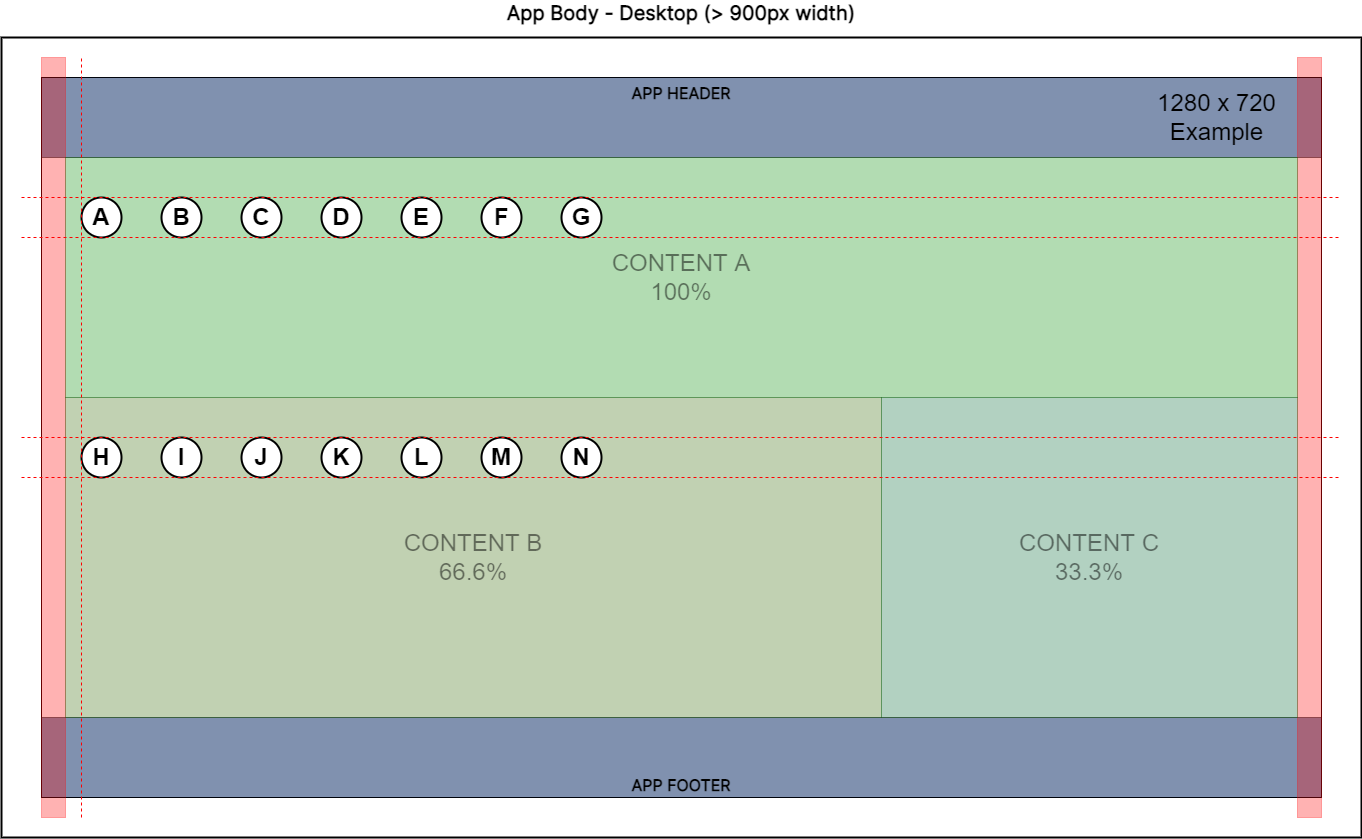 App Body - Desktop (> 900px width)
APP HEADER
1280 x 720
Example
A B C D E F G
CONTENT A
100%
H I J K L M N
CONTENT B
66.6%
CONTENT C
33.3%
APP FOOTER